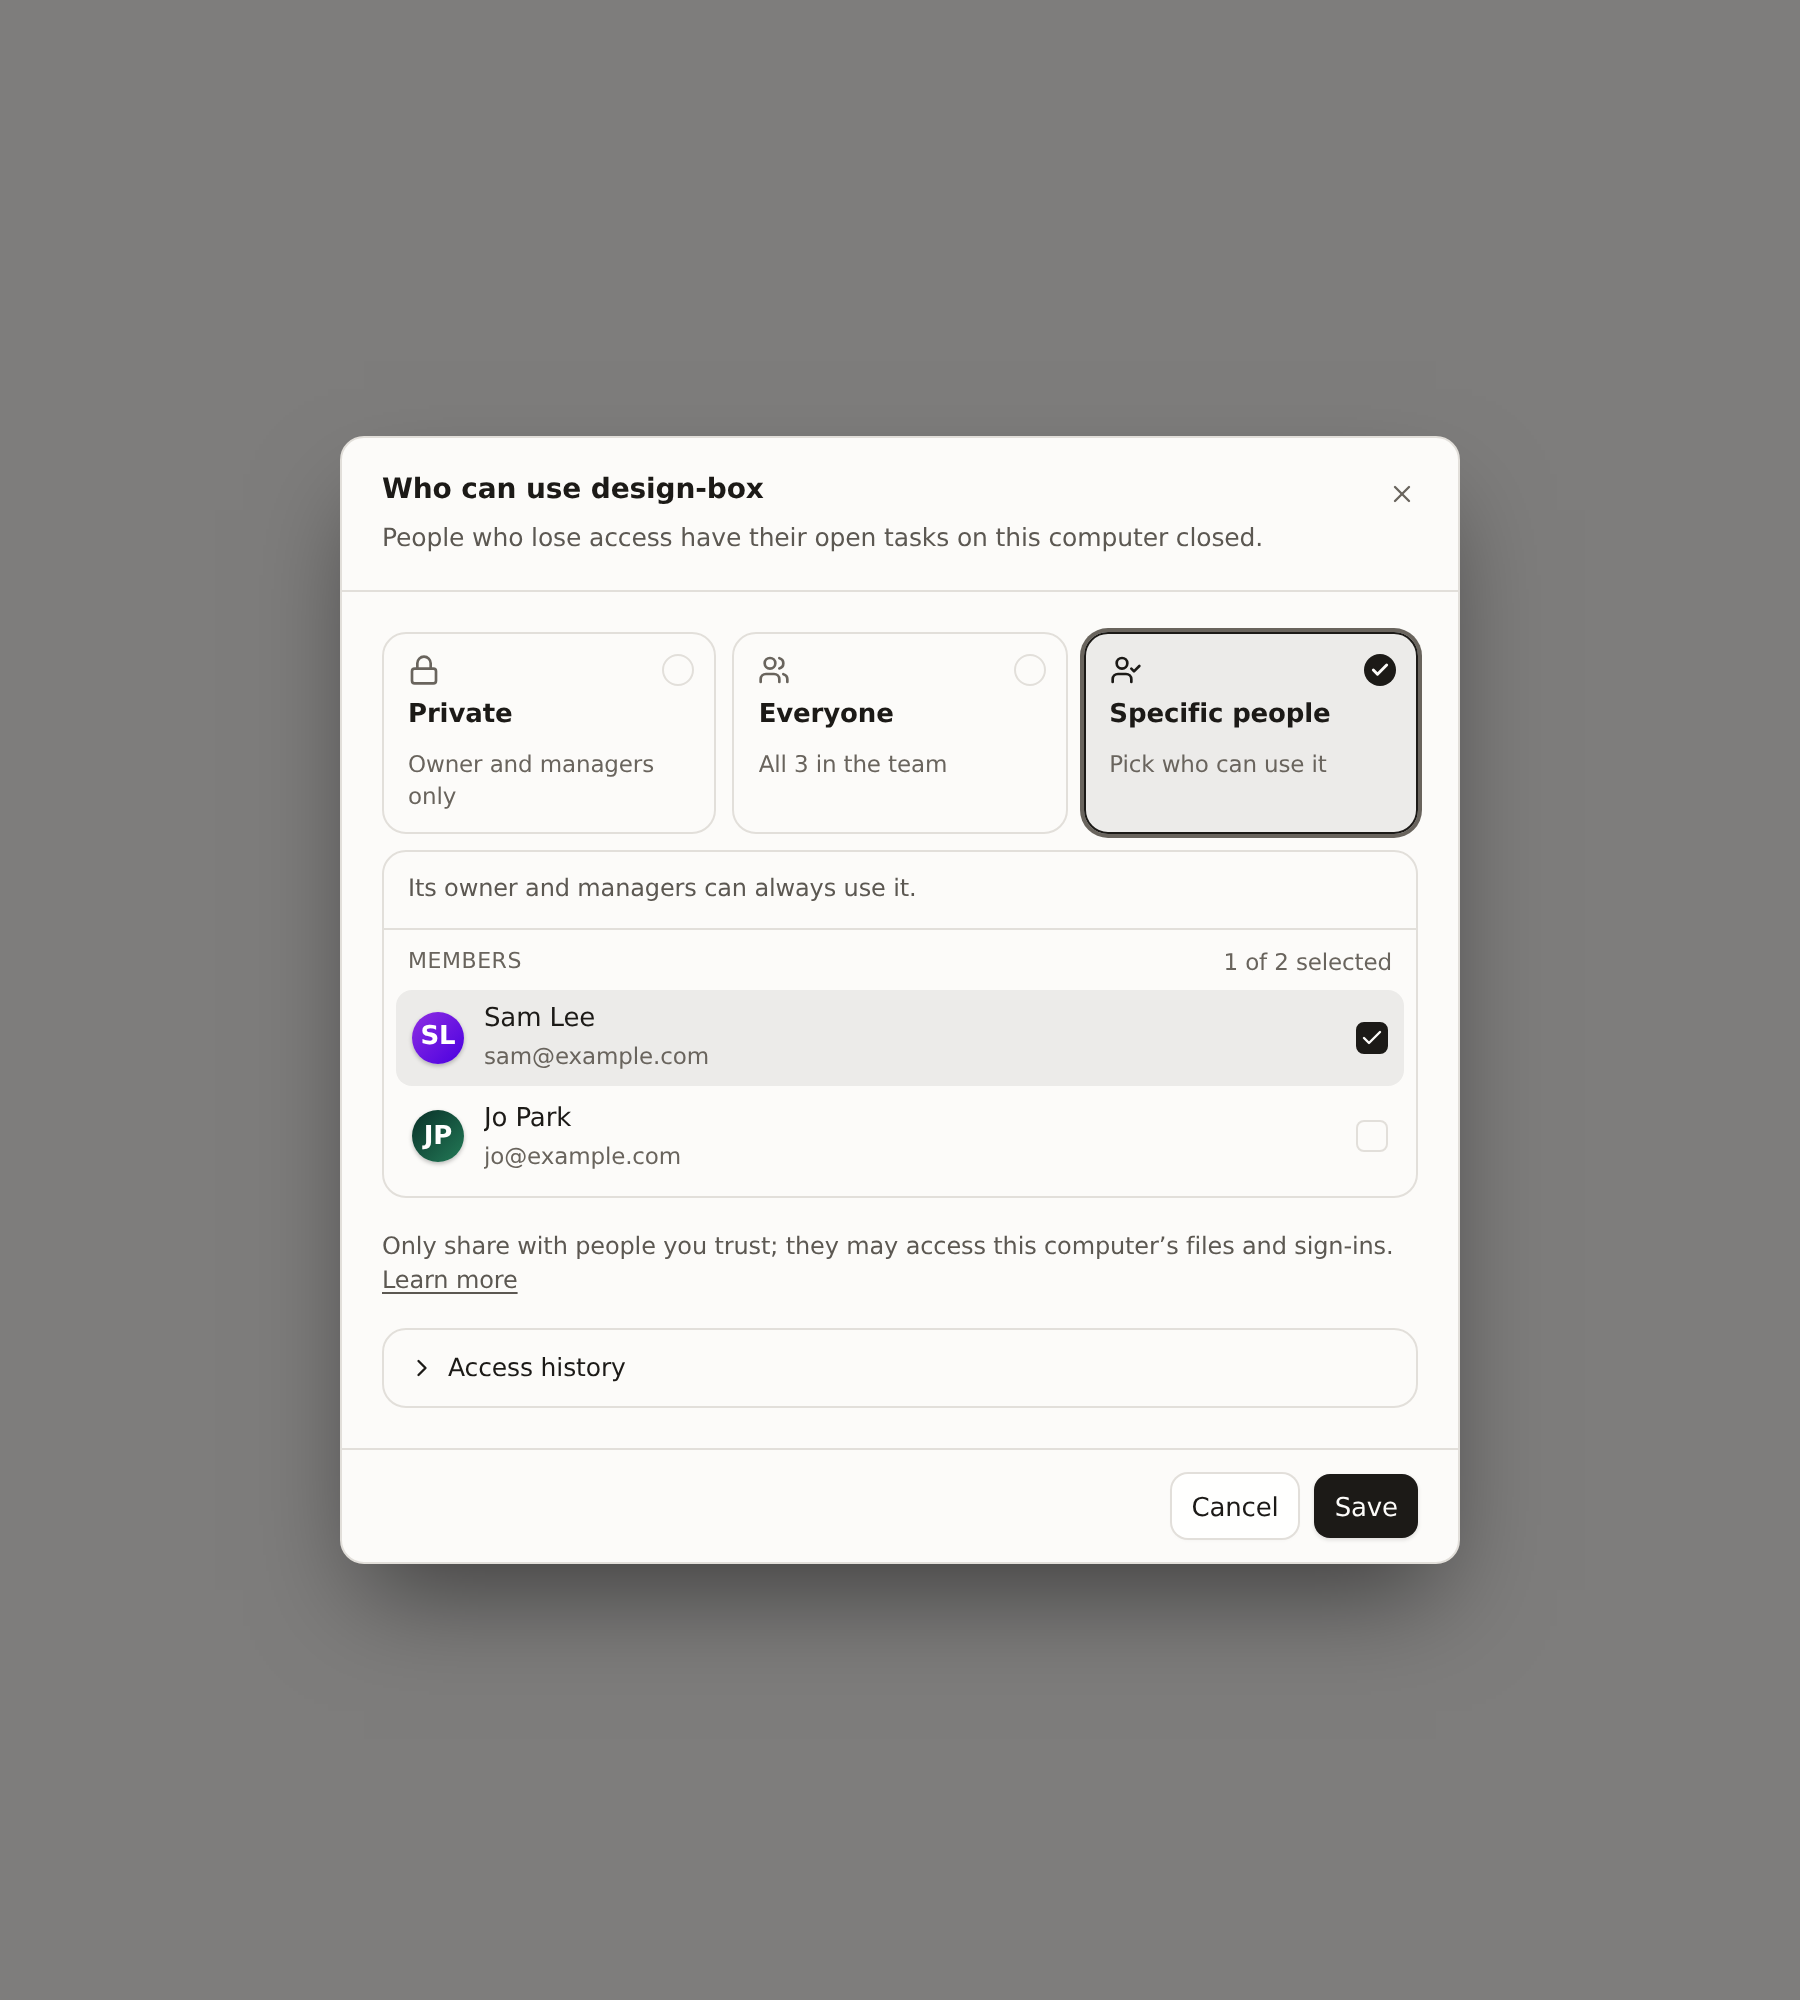 Who can use design-box
People who lose access have their open tasks on this computer closed.
Private
Owner and managers
only
Everyone
All 3 in the team
Specific people
Pick who can use it
Its owner and managers can always use it.
MEMBERS
1 of 2 selected
SL
Sam Lee
sam@example.com
JP
Jo Park
jo@example.com
Only share with people you trust; they may access this computer’s files and sign-ins.
Learn more
Access history
Cancel
Save